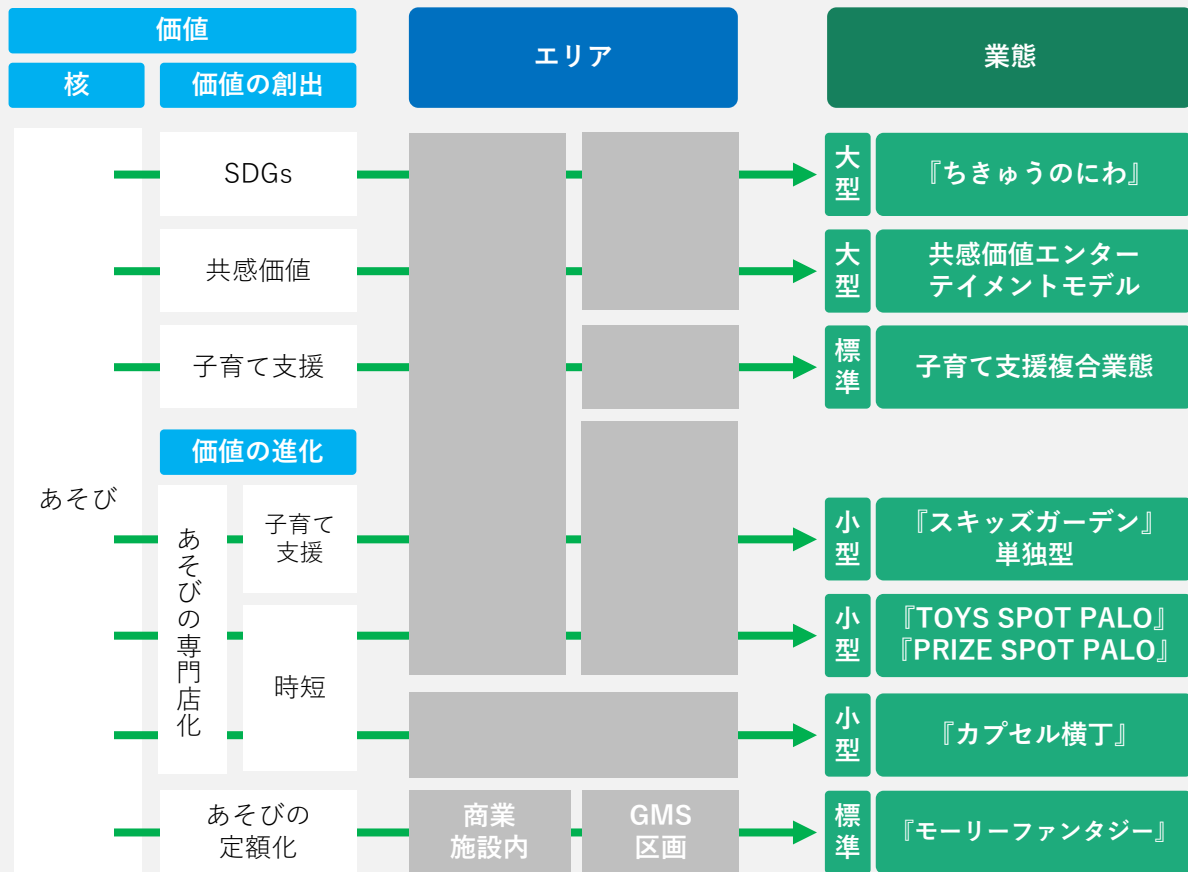 価値
エリア
業態
核
価値の創出
SDGs
大型
『ちきゅうのにわ』
共感価値
大型
共感価値エンター
テイメントモデル
子育て支援
標準
子育て支援複合業態
価値の進化
あそび
あそびの専門店化
子育て
支援
小型
『スキッズガーデン』
単独型
時短
小型
『TOYS SPOT PALO』
『PRIZE SPOT PALO』
小型
『カプセル横丁』
あそびの
定額化
商業
施設内
GMS
区画
標準
『モーリーファンタジー』